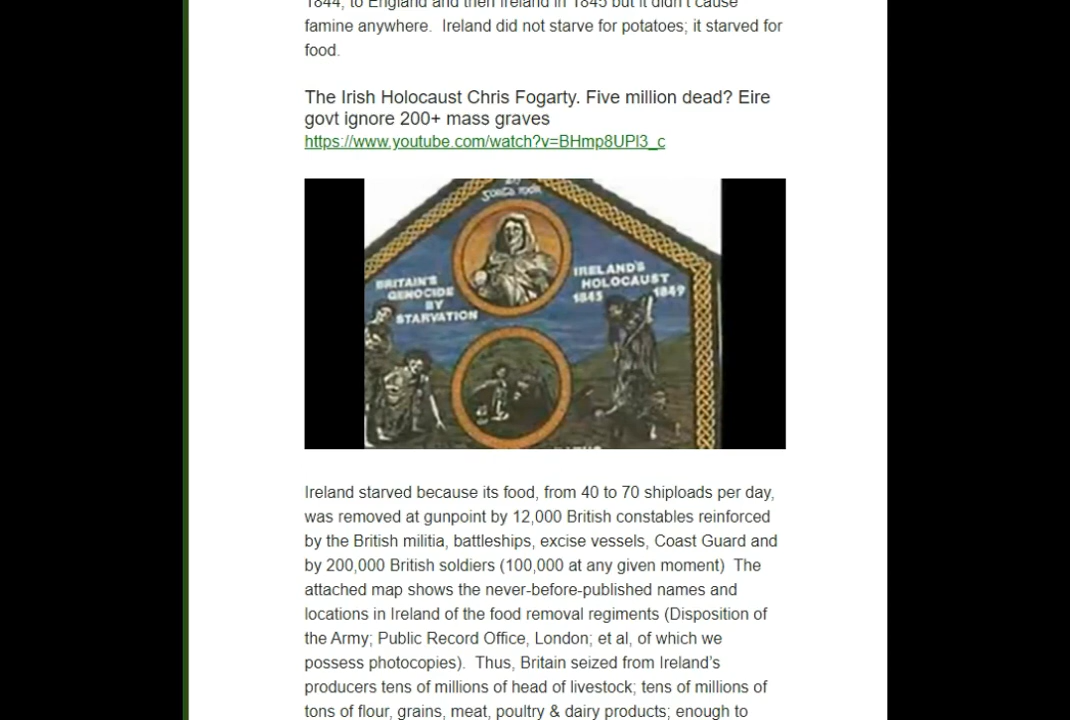 1844, to England and then Ireland in 1845 but it didn't cause
famine anywhere. Ireland did not starve for potatoes; it starved for
food.
The Irish Holocaust Chris Fogarty. Five million dead? Eire
govt ignore 200+ mass graves
https://www.youtube.com/watch?v=BHmp8UPl3_c
BRITAIN'S
GENOCIDE
BY
STARVATION
IRELAND'S
HOLOCAUST
1845 1849
Ireland starved because its food, from 40 to 70 shiploads per day,
was removed at gunpoint by 12,000 British constables reinforced
by the British militia, battleships, excise vessels, Coast Guard and
by 200,000 British soldiers (100,000 at any given moment) The
attached map shows the never-before-published names and
locations in Ireland of the food removal regiments (Disposition of
the Army; Public Record Office, London; et al, of which we
possess photocopies). Thus, Britain seized from Ireland's
producers tens of millions of head of livestock; tens of millions of
tons of flour, grains, meat, poultry & dairy products; enough to